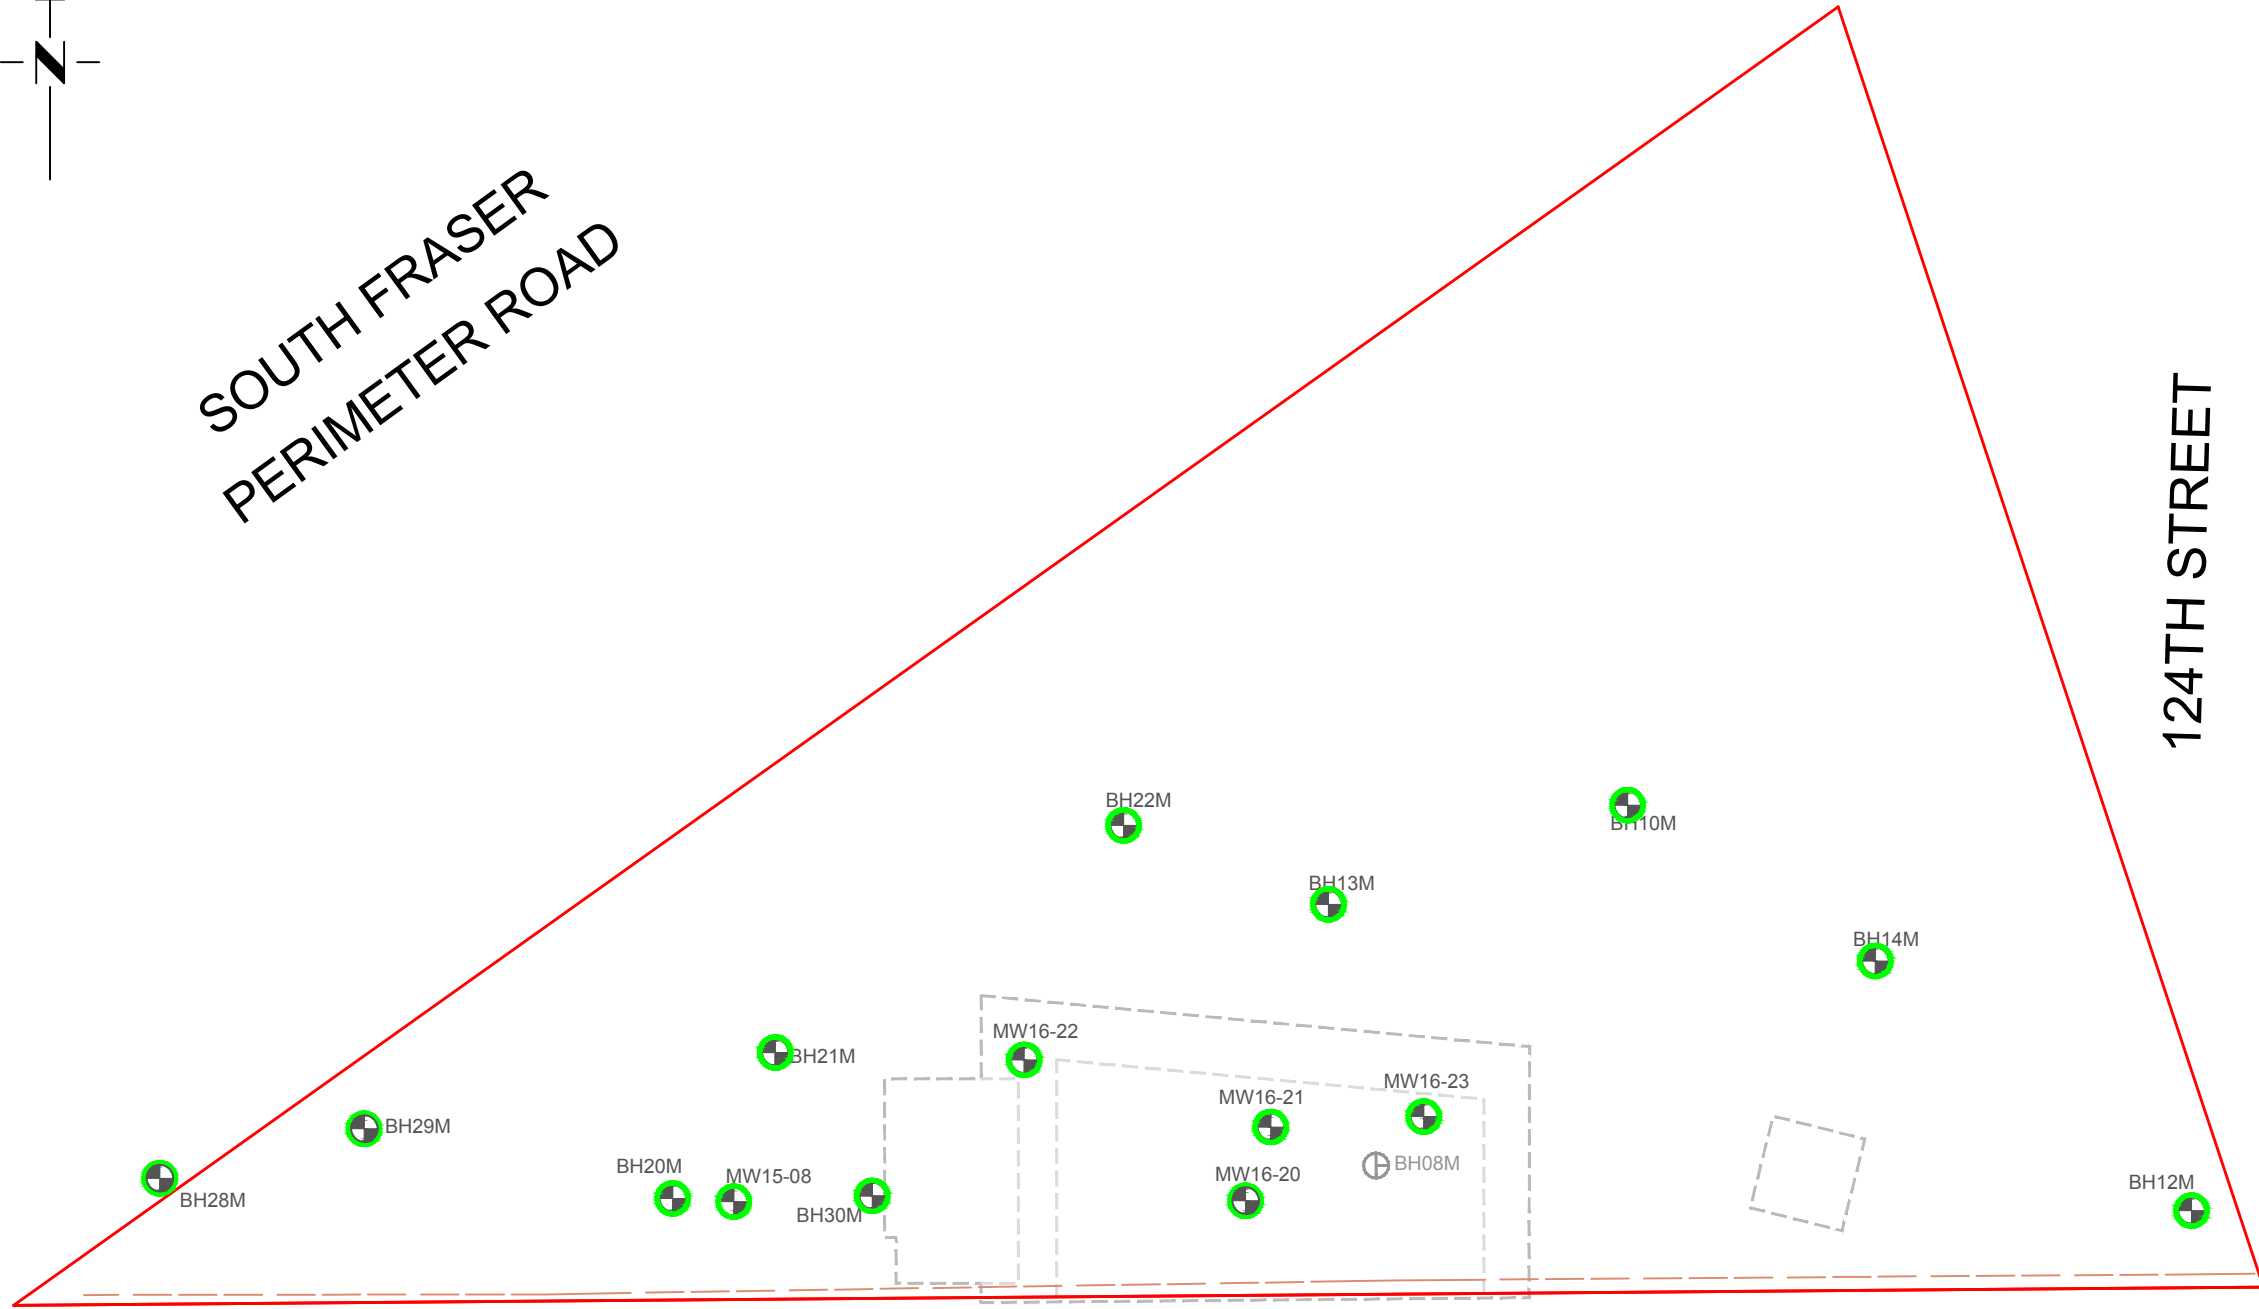 N
SOUTH FRASER
PERIMETER ROAD
124TH STREET
BH22M
BH10M
BH13M
BH14M
MW16-22
BH21M
MW16-23
MW16-21
BH29M
BH08M
BH20M
MW15-08
MW16-20
BH12M
BH28M
BH30M